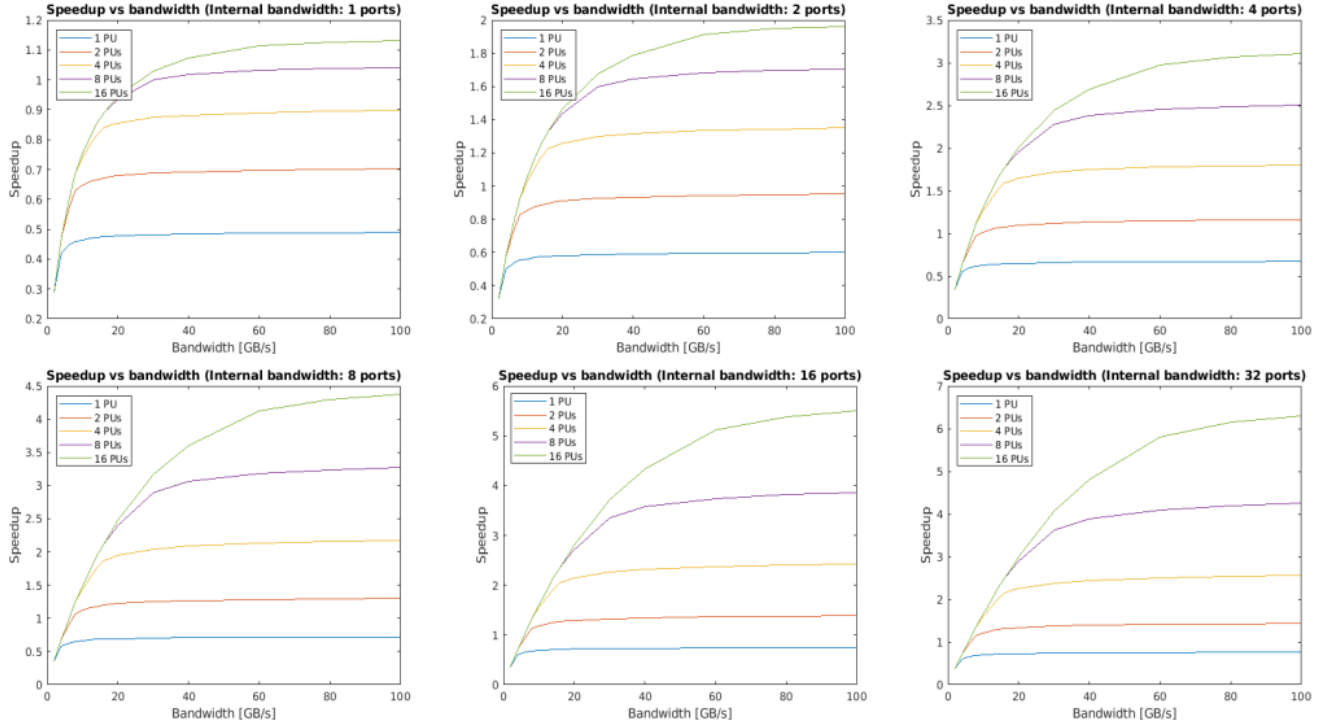 Speedup vs bandwidth (Internal bandwidth: 1 ports)
1.2
1.1
1
0.9
0.8
0.7
0.6
0.5
0.4
0.3
0.2
Speedup
1 PU
2 PUs
4 PUs
8 PUs
16 PUs
0 20 40 60 80 100
Bandwidth [GB/s]
Speedup vs bandwidth (Internal bandwidth: 2 ports)
2
1.8
1.6
1.4
1.2
1
0.8
0.6
0.4
0.2
Speedup
1 PU
2 PUs
4 PUs
8 PUs
16 PUs
0 20 40 60 80 100
Bandwidth [GB/s]
Speedup vs bandwidth (Internal bandwidth: 4 ports)
3.5
3
2.5
2
1.5
1
0.5
0
Speedup
1 PU
2 PUs
4 PUs
8 PUs
16 PUs
0 20 40 60 80 100
Bandwidth [GB/s]
Speedup vs bandwidth (Internal bandwidth: 8 ports)
4.5
4
3.5
3
2.5
2
1.5
1
0.5
0
Speedup
1 PU
2 PUs
4 PUs
8 PUs
16 PUs
0 20 40 60 80 100
Bandwidth [GB/s]
Speedup vs bandwidth (Internal bandwidth: 16 ports)
6
5
4
3
2
1
0
Speedup
1 PU
2 PUs
4 PUs
8 PUs
16 PUs
0 20 40 60 80 100
Bandwidth [GB/s]
Speedup vs bandwidth (Internal bandwidth: 32 ports)
7
6
5
4
3
2
1
0
Speedup
1 PU
2 PUs
4 PUs
8 PUs
16 PUs
0 20 40 60 80 100
Bandwidth [GB/s]